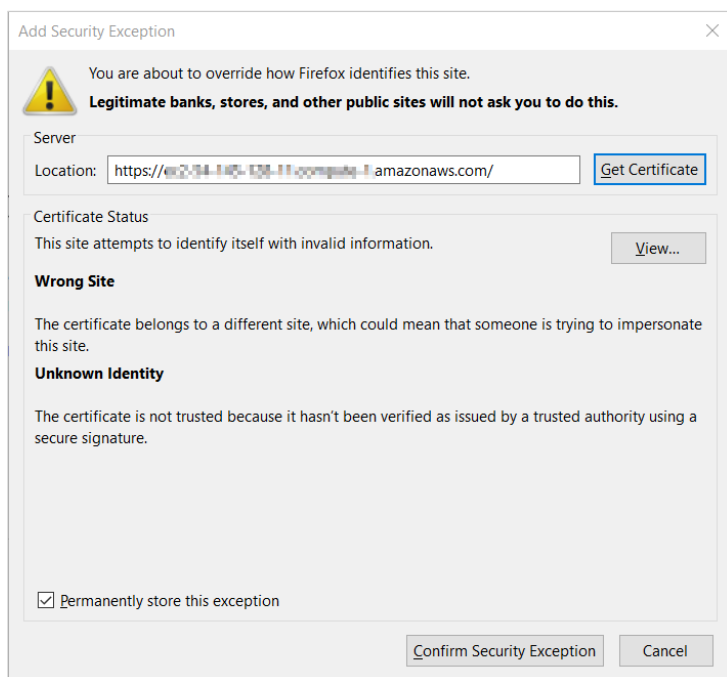 Add Security Exception
You are about to override how Firefox identifies this site.
Legitimate banks, stores, and other public sites will not ask you to do this.
Server
Location: https:// amazonaws.com/ Get Certificate
Certificate Status
This site attempts to identify itself with invalid information. View...
Wrong Site
The certificate belongs to a different site, which could mean that someone is trying to impersonate
this site.
Unknown Identity
The certificate is not trusted because it hasn't been verified as issued by a trusted authority using a
secure signature.
Permanently store this exception
Confirm Security Exception Cancel